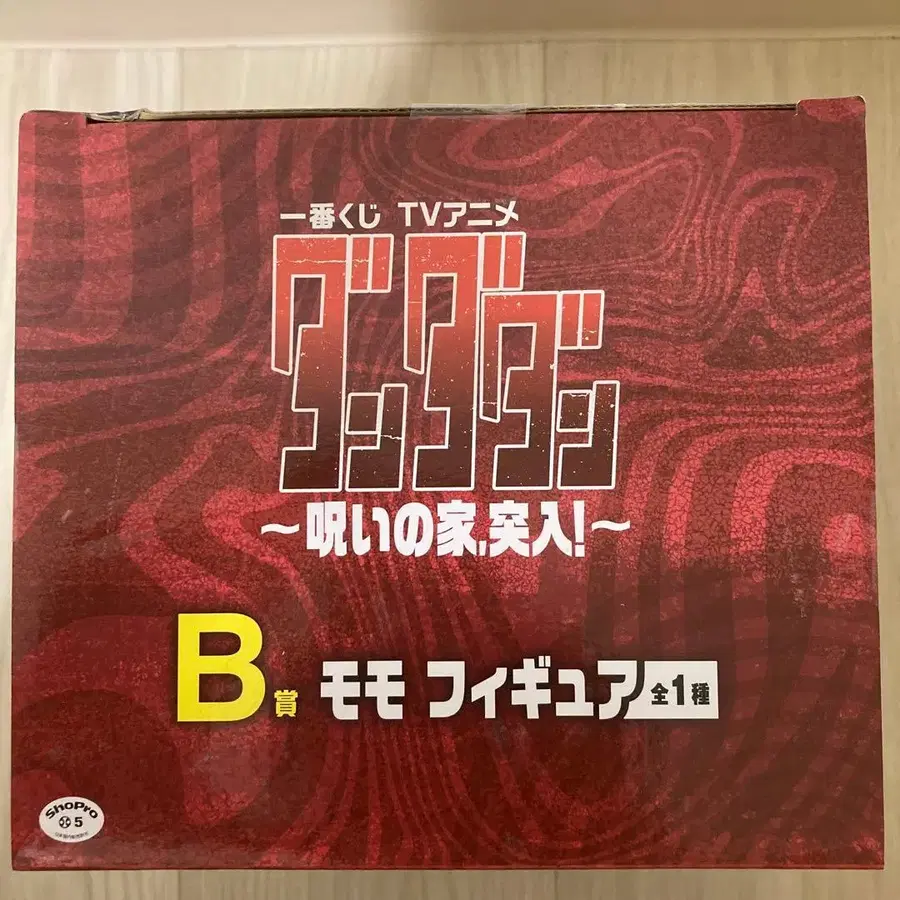 一番くじ TVアニメ
ダンダダン
～呪いの家、突入！～
B賞 モモ フィギュア 全1種
ShoPro
5